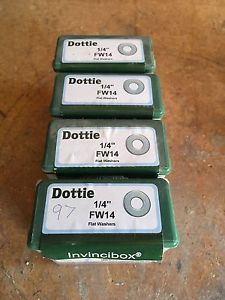 Dottie
1/4"
FW14
Flat Washers
Dottie
1/4"
FW14
Flat Washers
Dottie
1/4"
FW14
Flat Washers
Dottie
1/4"
97
FW14
Flat Washers
Invincibox®